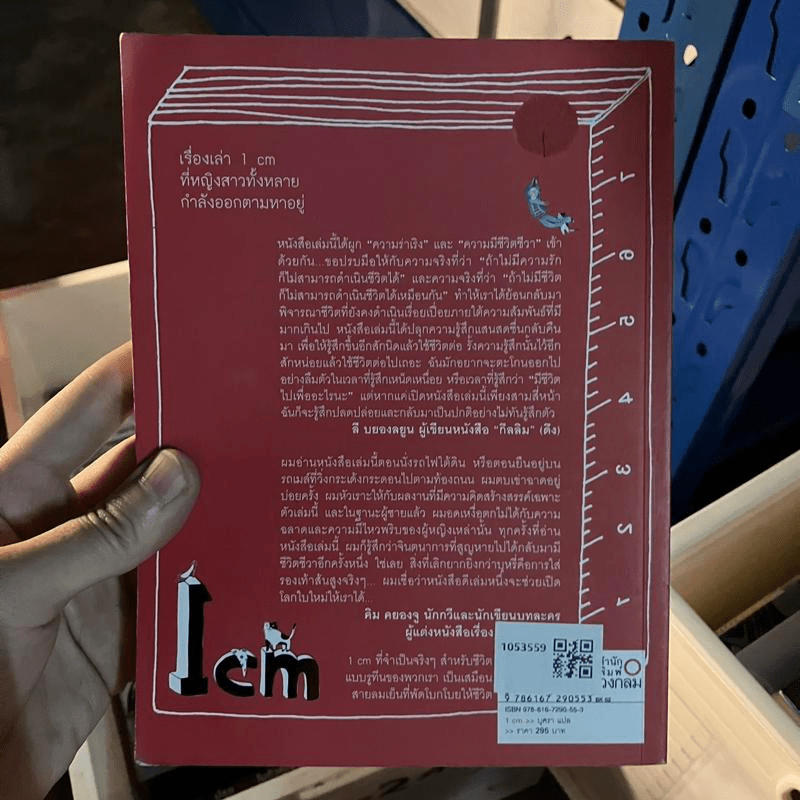 เรื่องเล่า 1 cm
ที่หญิงสาวทั้งหลาย
กำลังออกตามหาอยู่
หนังสือเล่มนี้ได้ผูก “ความร่าเริง” และ “ความมีชีวิตชีวา” เข้า
ด้วยกัน...ขอปรบมือให้กับความจริงที่ว่า “ถ้าไม่มีความรัก
ก็ไม่สามารถดำเนินชีวิตได้” และความจริงที่ว่า “ถ้าไม่มีชีวิต
ก็ไม่สามารถดำเนินชีวิตได้เหมือนกัน” ทำให้เราได้ย้อนกลับมา
พิจารณาชีวิตที่ยังคงดำเนินเรื่อยเปื่อยภายใต้ความสัมพันธ์ที่มี
มากเกินไป หนังสือเล่มนี้ได้ปลุกความรู้สึกแสนสดชื่นกลับคืน
มา เพื่อให้รู้สึกขึ้นอีกสักนิดแล้วใช้ชีวิตต่อ รั้งความรู้สึกนั้นไว้อีก
สักหน่อยแล้วใช้ชีวิตต่อไปเถอะ ฉันมักอยากจะตะโกนออกไป
อย่างลืมตัวในเวลาที่รู้สึกเหน็ดเหนื่อย หรือเวลาที่รู้สึกว่า “มีชีวิต
ไปเพื่ออะไรนะ” แต่หากแค่เปิดหนังสือเล่มนี้เพียงสามสี่หน้า
ฉันก็จะรู้สึกปลดปล่อยและกลับมาเป็นปกติอย่างไม่ทันรู้สึกตัว
ลี บยองลยูน ผู้เขียนหนังสือ “กึลลิม” (ดึง)
ผมอ่านหนังสือเล่มนี้ตอนนั่งรถไฟใต้ดิน หรือตอนยืนอยู่บน
รถเมล์ที่วิ่งกระเด้งกระดอนไปตามท้องถนน ผมตบเข่าฉาดอยู่
บ่อยครั้ง ผมหัวเราะให้กับผลงานที่มีความคิดสร้างสรรค์เฉพาะ
ตัวเล่มนี้ และในฐานะผู้ชายแล้ว ผมอดเหงื่อตกไม่ได้กับความ
ฉลาดและความมีไหวพริบของผู้หญิงเหล่านั้น ทุกครั้งที่อ่าน
หนังสือเล่มนี้ ผมก็รู้สึกว่าจินตนาการที่สูญหายไปได้กลับมามี
ชีวิตชีวาอีกครั้งหนึ่ง ใช่เลย สิ่งที่เลิกยากยิ่งกว่าบุหรี่คือการใส่
รองเท้าส้นสูงจริงๆ... ผมเชื่อว่าหนังสือดีเล่มหนึ่งจะช่วยเปิด
โลกใบใหม่ให้เราได้...
คิม คยองจู นักกวีและนักเขียนบทละคร
ผู้แต่งหนังสือเรื่อง
1 cm ที่จำเป็นจริงๆ สำหรับชีวิต
แบบรูทีนของพวกเรา เป็นเสมือน
สายลมเย็นที่พัดโบกโบยให้ชีวิต
1cm
7
6
5
4
3
2
1
1053559
สำนัก
พิมพ์
วงกลม
9 786167 290553
ISBN 978-616-7290-55-3
1 cm >> บุศรา แปล
>> ราคา 295 บาท